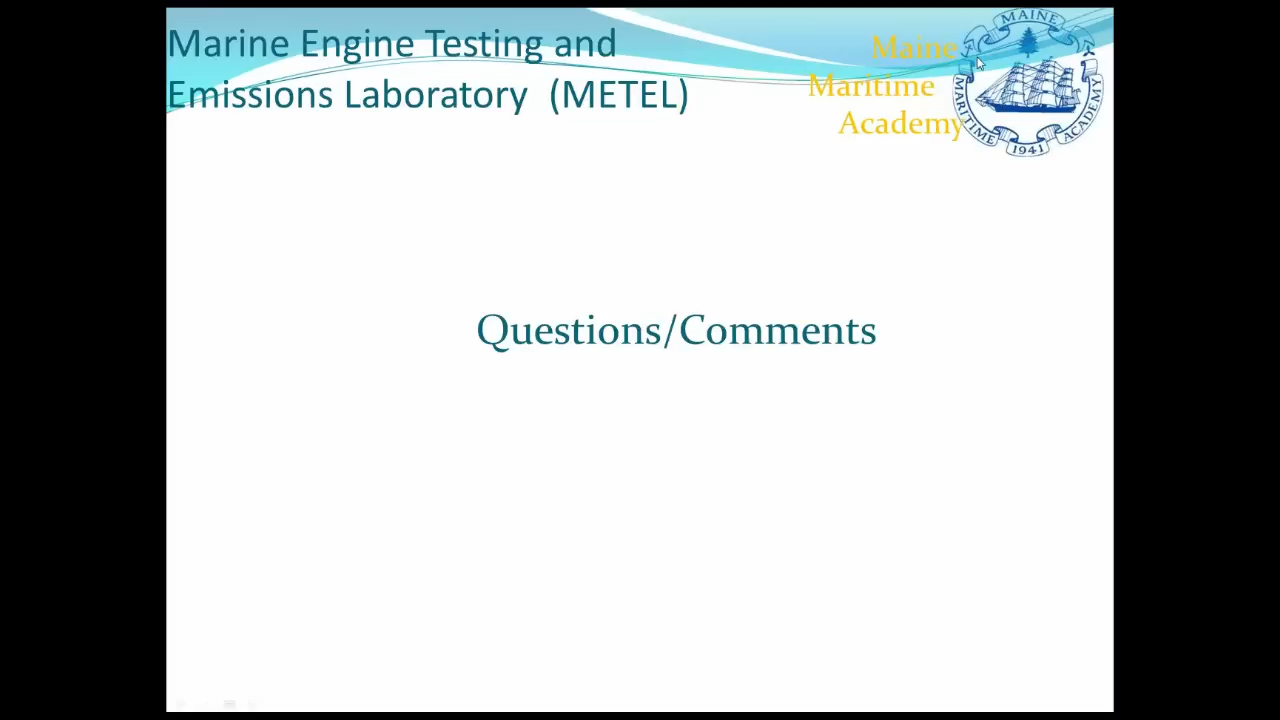 Marine Engine Testing and
Emissions Laboratory (METEL)
Maine
Maritime
Academy
MAINE
MARITIME
ACADEMY
1941
Questions/Comments